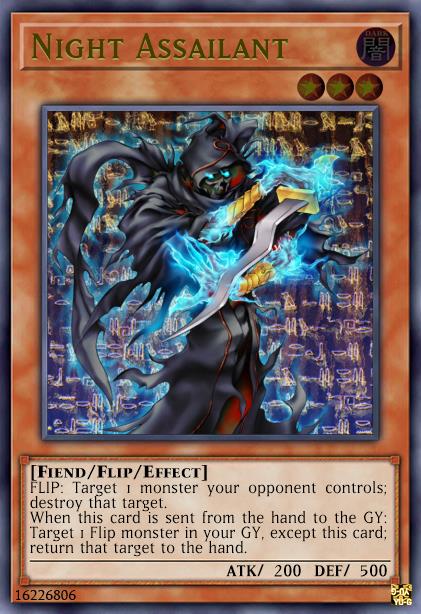 Night Assailant
DARK
闇
[Fiend/Flip/Effect]
FLIP: Target 1 monster your opponent controls;
destroy that target.
When this card is sent from the hand to the GY:
Target 1 Flip monster in your GY, except this card;
return that target to the hand.
ATK/ 200 DEF/ 500
16226806